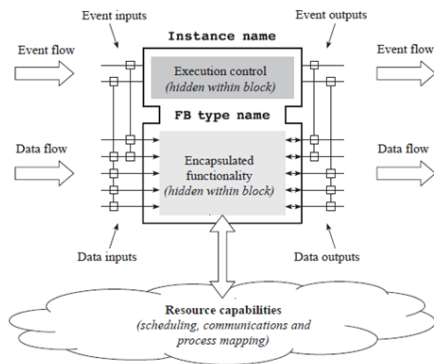 Event inputs
Event outputs
Instance name
Event flow
Event flow
Execution control
(hidden within block)
FB type name
Data flow
Data flow
Encapsulated
functionality
(hidden within block)
Data inputs
Data outputs
Resource capabilities
(scheduling, communications and
process mapping)